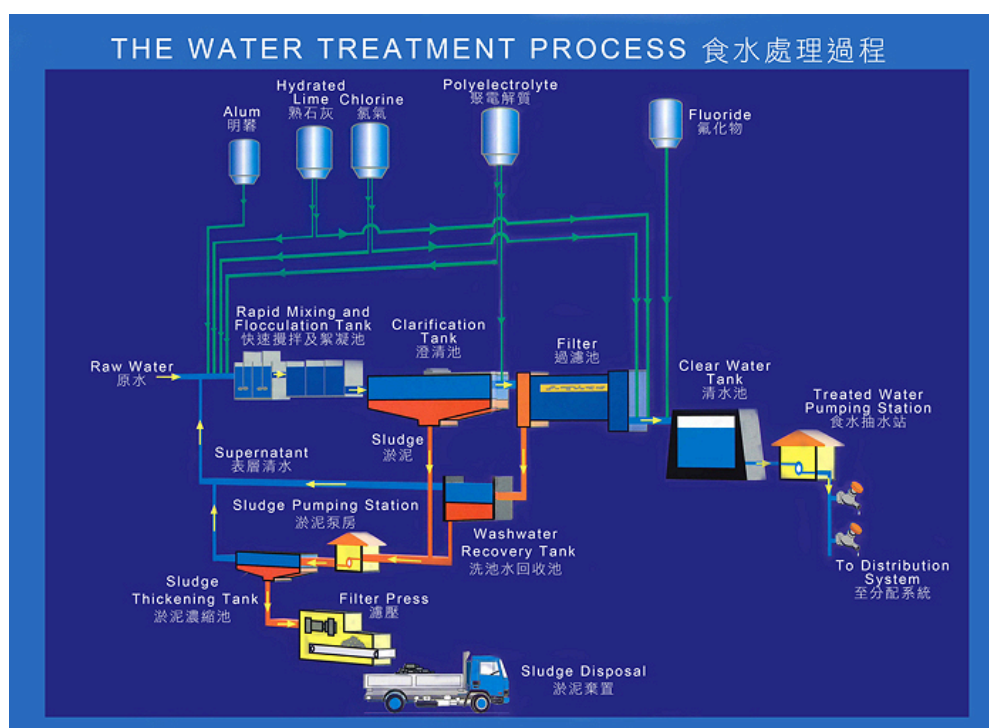 THE WATER TREATMENT PROCESS 食水處理過程
Alum
明礬
Hydrated
Lime
熟石灰
Chlorine
氯氣
Polyelectrolyte
聚電解質
Fluoride
氟化物
Raw Water
原水
Rapid Mixing and
Flocculation Tank
快速攪拌及絮凝池
Clarification
Tank
澄清池
Filter
過濾池
Clear Water
Tank
清水池
Treated Water
Pumping Station
食水抽水站
Sludge
淤泥
Supernatant
表層清水
Sludge Pumping Station
淤泥泵房
Washwater
Recovery Tank
洗池水回收池
To Distribution
System
至分配系統
Sludge
Thickening Tank
淤泥濃縮池
Filter Press
濾壓
Sludge Disposal
淤泥棄置